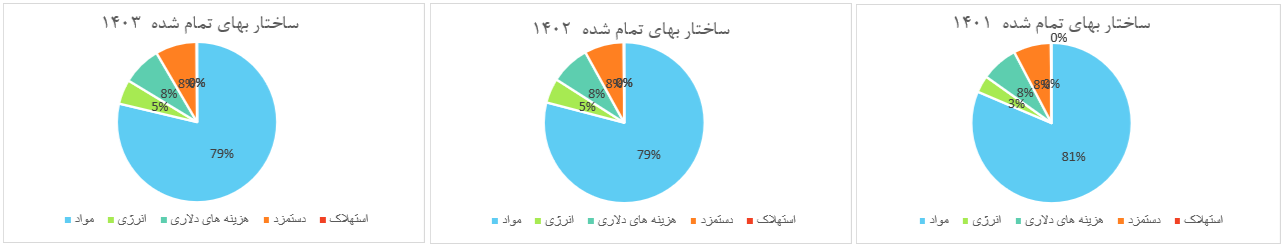 ساختار بهای تمام شده ۱۴۰۱
0%
0%
8%
8%
3%
81%
استهلاک دستمزد هزینه های دلاری انرژی مواد
ساختار بهای تمام شده ۱۴۰۲
0%
8%
8%
5%
79%
استهلاک دستمزد هزینه های دلاری انرژی مواد
ساختار بهای تمام شده ۱۴۰۳
0%
8%
8%
5%
79%
استهلاک دستمزد هزینه های دلاری انرژی مواد